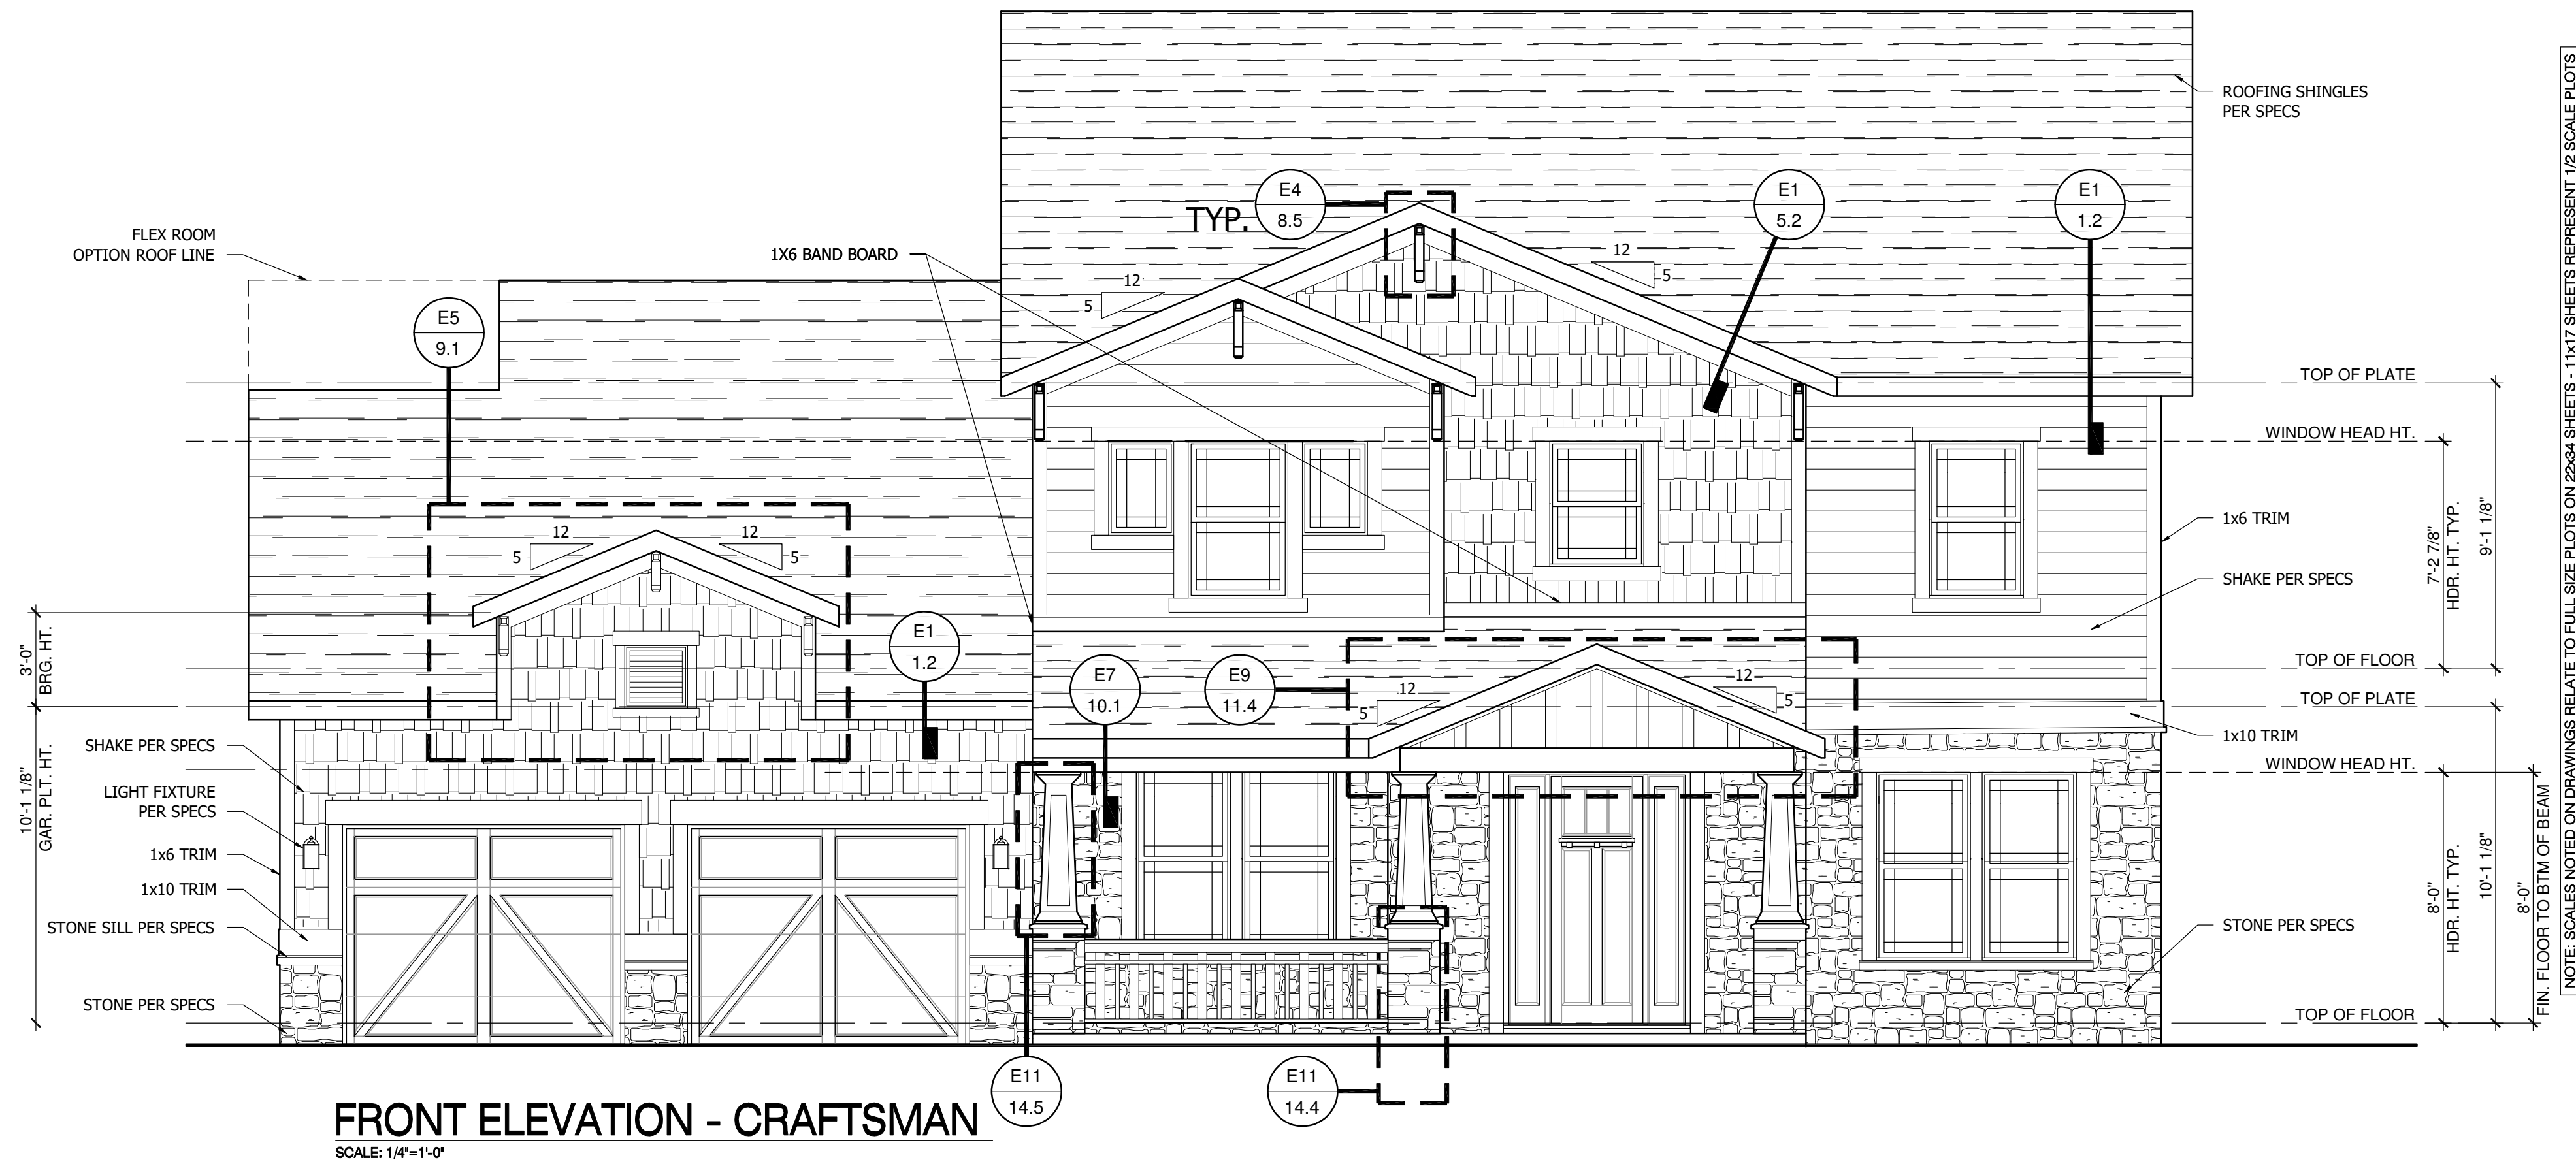 ROOFING SHINGLES
PER SPECS
E4
8.5
TYP.
E1
5.2
E1
1.2
FLEX ROOM
OPTION ROOF LINE
1X6 BAND BOARD
12
5
12
5
E5
9.1
TOP OF PLATE
WINDOW HEAD HT.
1x6 TRIM
SHAKE PER SPECS
7'-2 7/8"
HDR. HT. TYP.
9'-1 1/8"
12
5
12
5
3'-0"
BRG. HT.
E1
1.2
E7
10.1
E9
11.4
12
5
12
5
TOP OF FLOOR
TOP OF PLATE
1x10 TRIM
WINDOW HEAD HT.
10'-1 1/8"
GAR. PLT. HT.
SHAKE PER SPECS
LIGHT FIXTURE
PER SPECS
1x6 TRIM
1x10 TRIM
STONE SILL PER SPECS
STONE PER SPECS
STONE PER SPECS
8'-0"
HDR. HT. TYP.
10'-1 1/8"
8'-0"
FIN. FLOOR TO BTM OF BEAM
TOP OF FLOOR
E11
14.5
E11
14.4
FRONT ELEVATION - CRAFTSMAN
SCALE: 1/4"=1'-0"
NOTE: SCALES NOTED ON DRAWINGS RELATE TO FULL SIZE PLOTS ON 22x34 SHEETS - 11x17 SHEETS REPRESENT 1/2 SCALE PLOTS